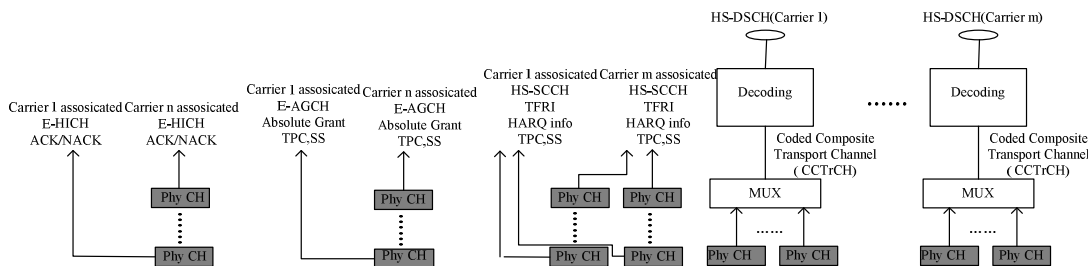 HS-DSCH(Carrier 1)
HS-DSCH(Carrier m)
Decoding
Decoding
......
Carrier 1 assosicated
E-HICH
ACK/NACK
Carrier n assosicated
E-HICH
ACK/NACK
Carrier 1 assosicated
E-AGCH
Absolute Grant
TPC,SS
Carrier n assosicated
E-AGCH
Absolute Grant
TPC,SS
Carrier 1 assosicated
HS-SCCH
TFRI
HARQ info
TPC,SS
Carrier m assosicated
HS-SCCH
TFRI
HARQ info
TPC,SS
Coded Composite
Transport Channel
( CCTrCH)
Coded Composite
Transport Channel
( CCTrCH)
MUX
MUX
Phy CH
Phy CH
Phy CH
Phy CH
......
......
Phy CH
Phy CH
Phy CH
Phy CH
Phy CH
Phy CH
Phy CH
Phy CH